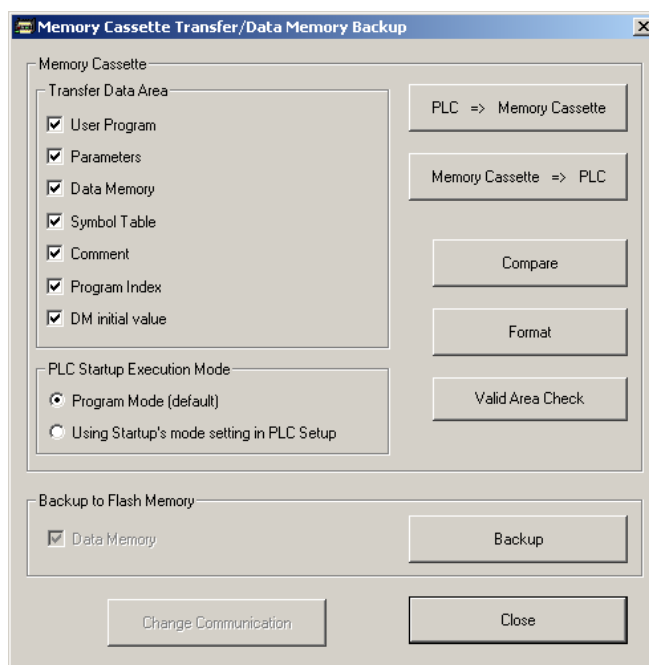 Memory Cassette Transfer/Data Memory Backup
Memory Cassette
Transfer Data Area
User Program
Parameters
Data Memory
Symbol Table
Comment
Program Index
DM initial value
PLC => Memory Cassette
Memory Cassette => PLC
Compare
Format
Valid Area Check
PLC Startup Execution Mode
Program Mode (default)
Using Startup's mode setting in PLC Setup
Backup to Flash Memory
Data Memory
Backup
Change Communication
Close